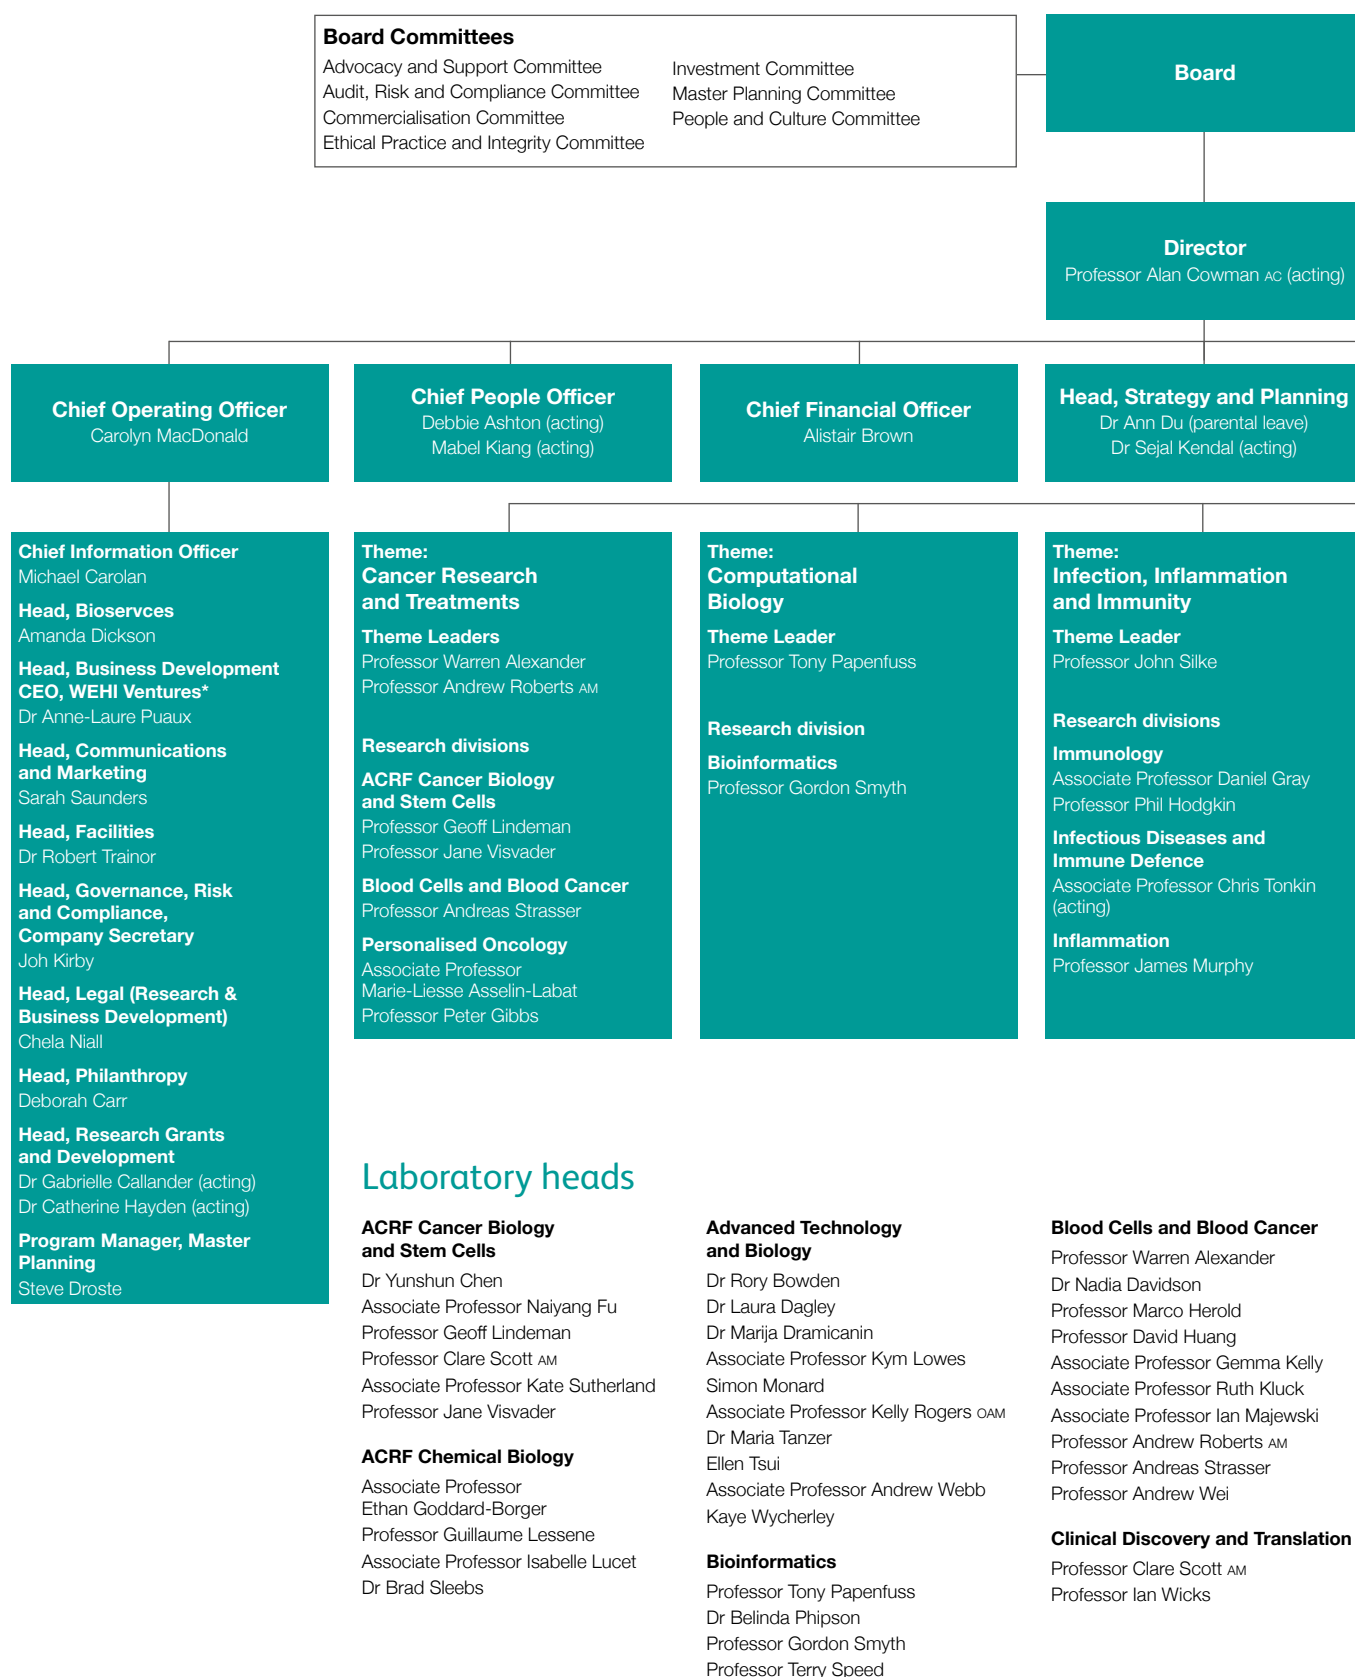 Board Committees
Advocacy and Support Committee
Audit, Risk and Compliance Committee
Commercialisation Committee
Ethical Practice and Integrity Committee
Investment Committee
Master Planning Committee
People and Culture Committee
Board
Director
Professor Alan Cowman AC (acting)
Chief Operating Officer
Carolyn MacDonald
Chief People Officer
Debbie Ashton (acting)
Mabel Kiang (acting)
Chief Financial Officer
Alistair Brown
Head, Strategy and Planning
Dr Ann Du (parental leave)
Dr Sejal Kendal (acting)
Chief Information Officer
Michael Carolan
Head, Bioservces
Amanda Dickson
Head, Business Development
CEO, WEHI Ventures*
Dr Anne-Laure Puaux
Head, Communications
and Marketing
Sarah Saunders
Head, Facilities
Dr Robert Trainor
Head, Governance, Risk
and Compliance,
Company Secretary
Joh Kirby
Head, Legal (Research &
Business Development)
Chela Niall
Head, Philanthropy
Deborah Carr
Head, Research Grants
and Development
Dr Gabrielle Callander (acting)
Dr Catherine Hayden (acting)
Program Manager, Master
Planning
Steve Droste
Theme:
Cancer Research
and Treatments
Theme Leaders
Professor Warren Alexander
Professor Andrew Roberts AM
Research divisions
ACRF Cancer Biology
and Stem Cells
Professor Geoff Lindeman
Professor Jane Visvader
Blood Cells and Blood Cancer
Professor Andreas Strasser
Personalised Oncology
Associate Professor
Marie-Liesse Asselin-Labat
Professor Peter Gibbs
Theme:
Computational
Biology
Theme Leader
Professor Tony Papenfuss
Research division
Bioinformatics
Professor Gordon Smyth
Theme:
Infection, Inflammation
and Immunity
Theme Leader
Professor John Silke
Research divisions
Immunology
Associate Professor Daniel Gray
Professor Phil Hodgkin
Infectious Diseases and
Immune Defence
Associate Professor Chris Tonkin
(acting)
Inflammation
Professor James Murphy
Laboratory heads
ACRF Cancer Biology
and Stem Cells
Dr Yunshun Chen
Associate Professor Naiyang Fu
Professor Geoff Lindeman
Professor Clare Scott AM
Associate Professor Kate Sutherland
Professor Jane Visvader
ACRF Chemical Biology
Associate Professor
Ethan Goddard-Borger
Professor Guillaume Lessene
Associate Professor Isabelle Lucet
Dr Brad Sleebs
Advanced Technology
and Biology
Dr Rory Bowden
Dr Laura Dagley
Dr Marija Dramicanin
Associate Professor Kym Lowes
Simon Monard
Associate Professor Kelly Rogers OAM
Dr Maria Tanzer
Ellen Tsui
Associate Professor Andrew Webb
Kaye Wycherley
Bioinformatics
Professor Tony Papenfuss
Dr Belinda Phipson
Professor Gordon Smyth
Professor Terry Speed
Blood Cells and Blood Cancer
Professor Warren Alexander
Dr Nadia Davidson
Professor Marco Herold
Professor David Huang
Associate Professor Gemma Kelly
Associate Professor Ruth Kluck
Associate Professor Ian Majewski
Professor Andrew Roberts AM
Professor Andreas Strasser
Professor Andrew Wei
Clinical Discovery and Translation
Professor Clare Scott AM
Professor Ian Wicks